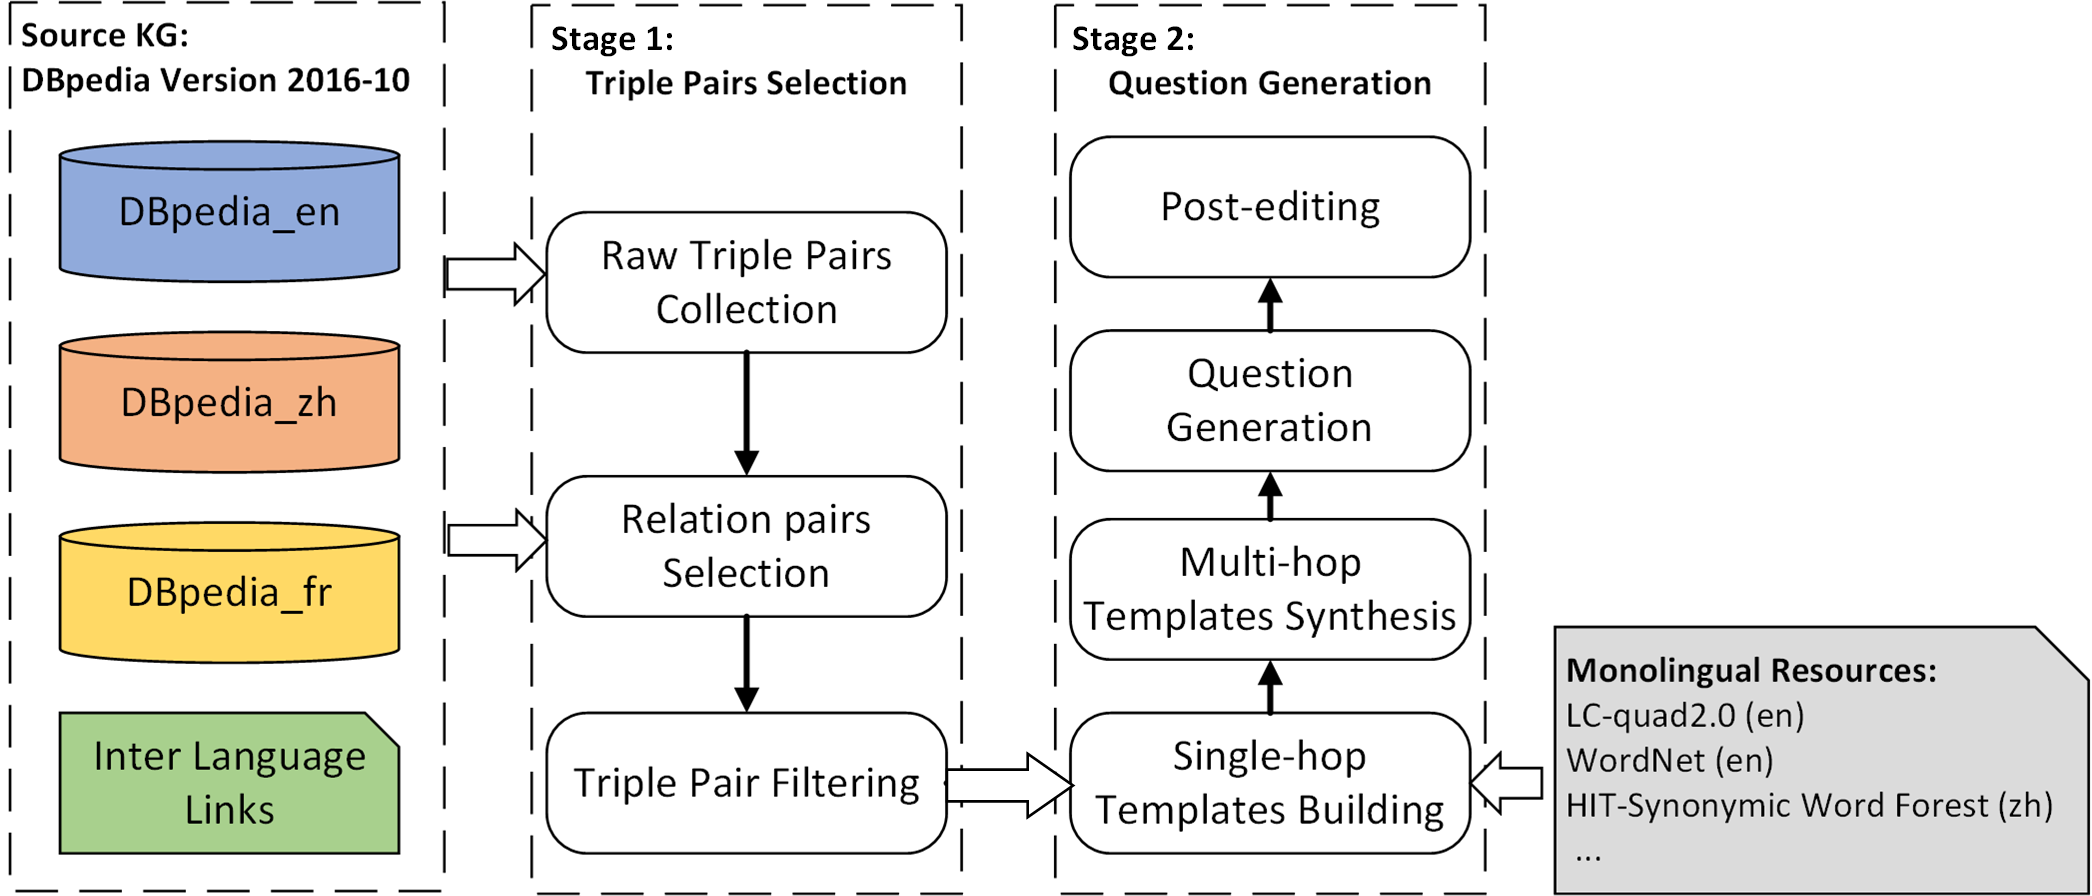 Source KG:
DBpedia Version 2016-10
DBpedia_en
DBpedia_zh
DBpedia_fr
Inter Language
Links
Stage 1:
Triple Pairs Selection
Raw Triple Pairs
Collection
Relation pairs
Selection
Triple Pair Filtering
Stage 2:
Question Generation
Post-editing
Question
Generation
Multi-hop
Templates Synthesis
Single-hop
Templates Building
Monolingual Resources:
LC-quad2.0 (en)
WordNet (en)
HIT-Synonymic Word Forest (zh)
...